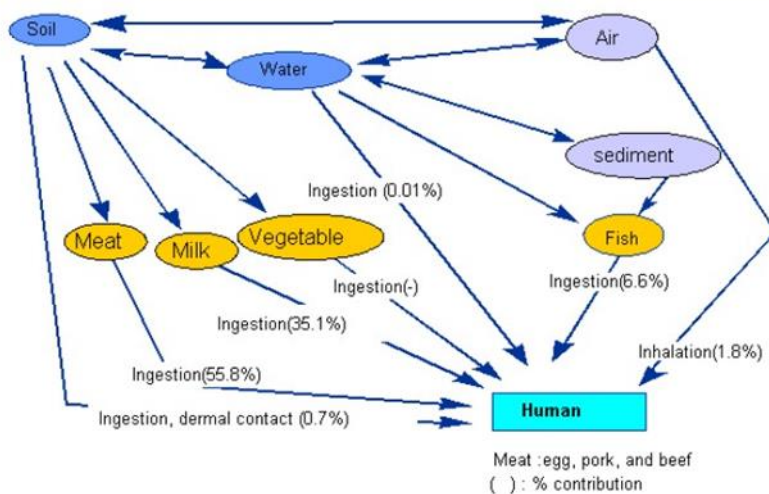 Soil
Air
Water
sediment
Ingestion (0.01%)
Meat
Milk
Vegetable
Fish
Ingestion(-)
Ingestion(6.6%)
Ingestion(35.1%)
Inhalation(1.8%)
Ingestion(55.8%)
Ingestion, dermal contact (0.7%)
Human
Meat :egg, pork, and beef
( ) : % contribution